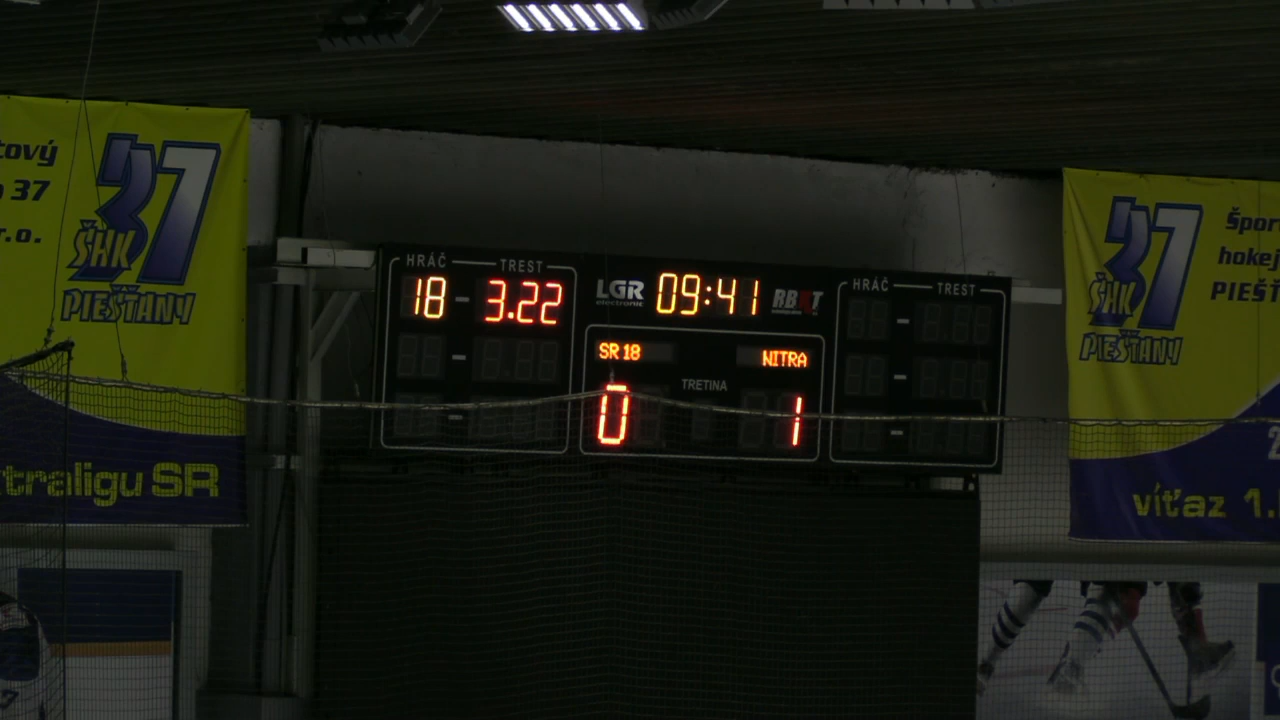 tový
37
ŠHK
37
r.o.
PIEŠŤANY
traligu SR
HRÁČ
TREST
18 - 3.22
LGR
electronic
09:41
SR 18
NITRA
TRETINA
0
1
HRÁČ
TREST
37
ŠHK
PIEŠŤANY
Špor
hokej
PIEŠŤ
víťaz 1.